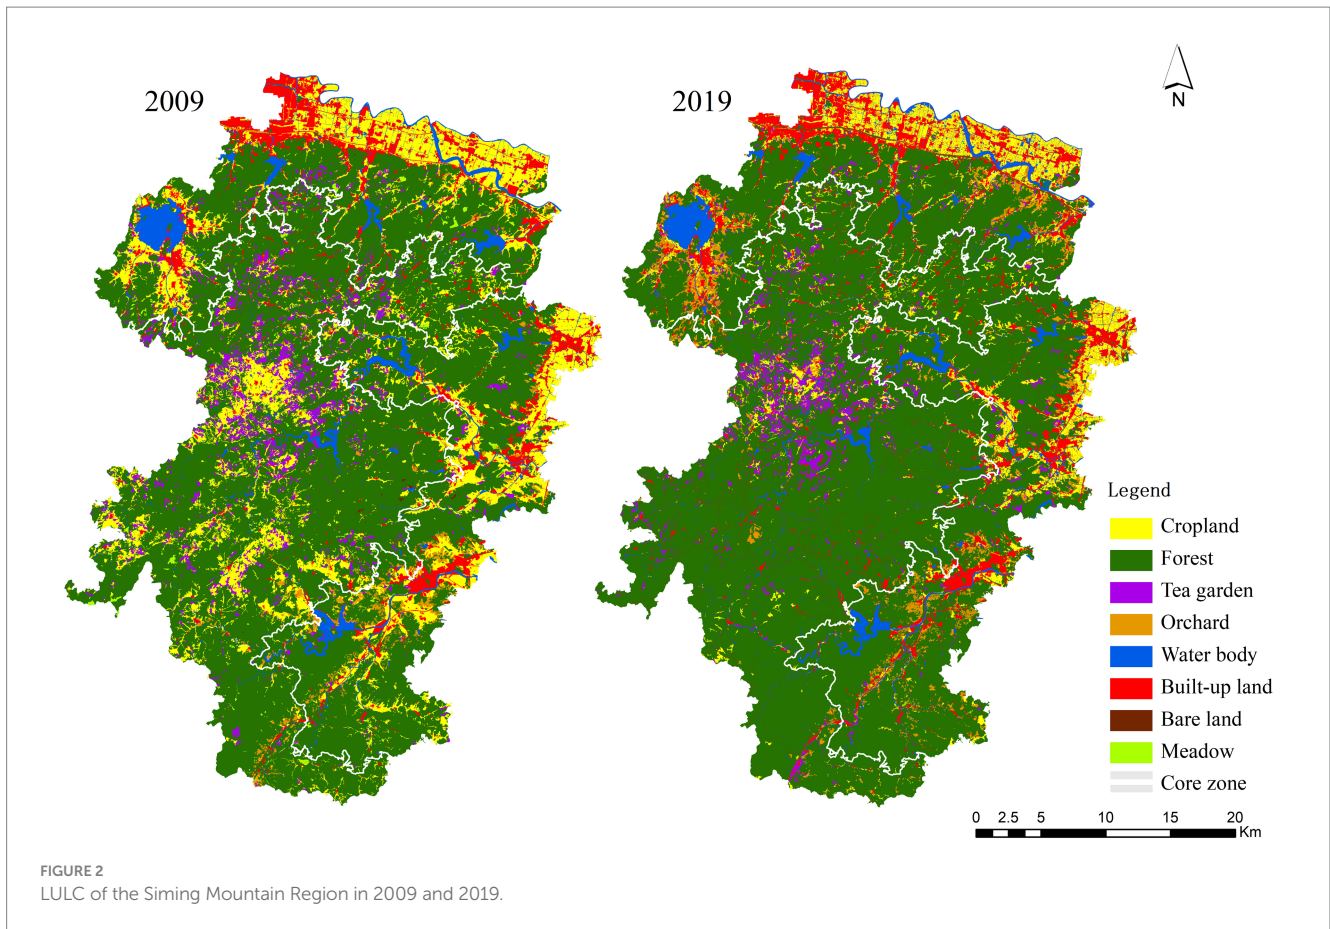 2009
2019
N
Legend
Cropland
Forest
Tea garden
Orchard
Water body
Built-up land
Bare land
Meadow
Core zone
0 2.5 5 10 15 20
Km
FIGURE 2
LULC of the Siming Mountain Region in 2009 and 2019.